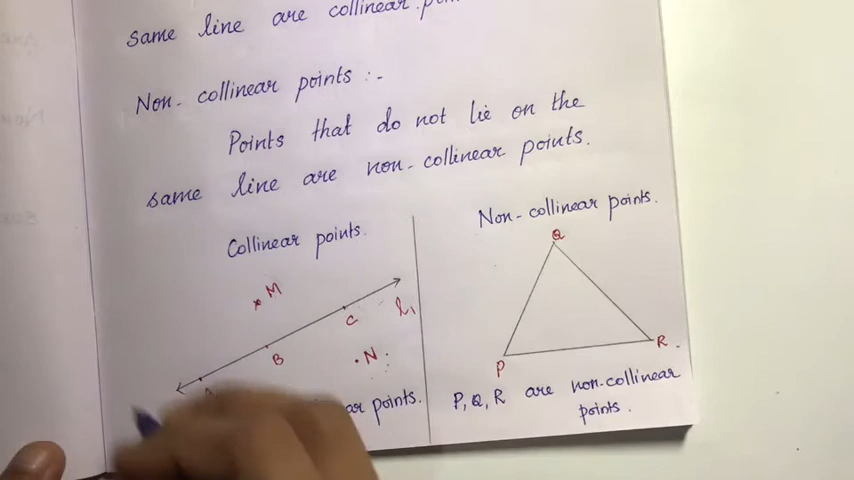 same line are collinear
Non-collinear points :-
Points that do not lie on the
same line are non-collinear points.
Collinear points.
Non-collinear points.
M
C
l1
B
N
Q
P
R
points.
P, Q, R are non-collinear
points.